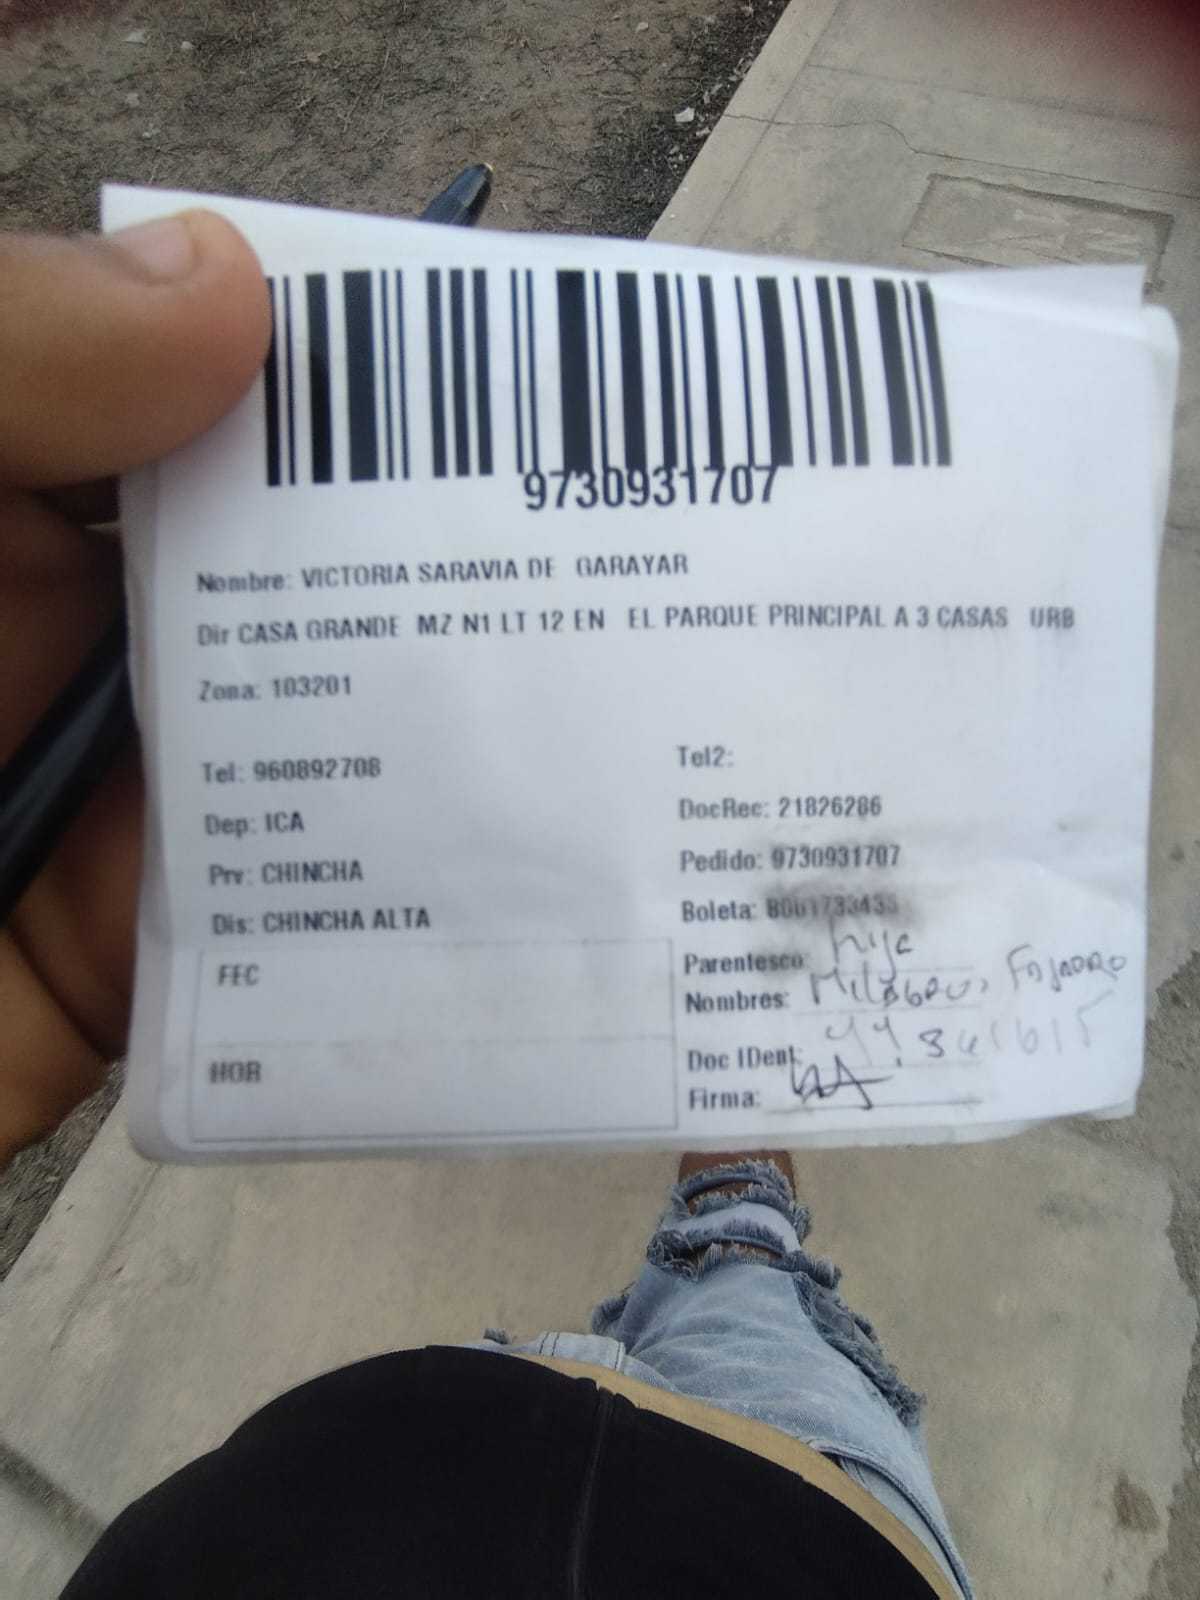 9730931707
Nombre: VICTORIA SARAVIA DE GARAYAR
Dir CASA GRANDE MZ N1 LT 12 EN EL PARQUE PRINCIPAL A 3 CASAS URB
Zona: 103201
Tel: 960892708 Tel2:
Dep: ICA DocRec: 21826286
Prv: CHINCHA Pedido: 9730931707
Dis: CHINCHA ALTA Boleta:
FEC Parentesco: hija
Nombres: Milagros
HOR Doc IDent:
Firma: